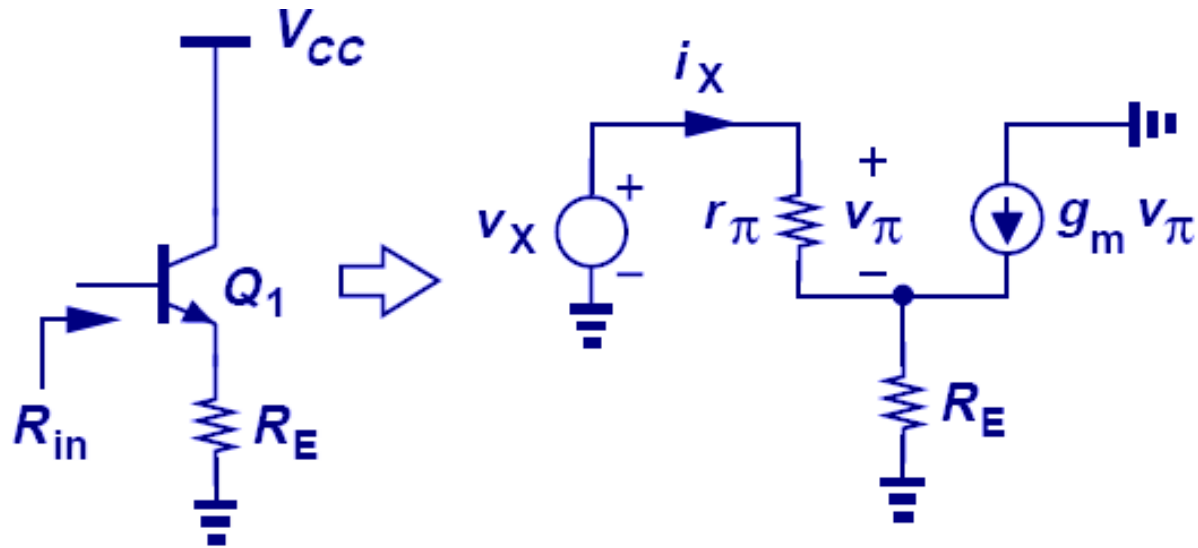 V_CC
Q_1
R_in
R_E
i_X
v_X
+
−
r_π
+
v_π
−
g_m v_π
R_E